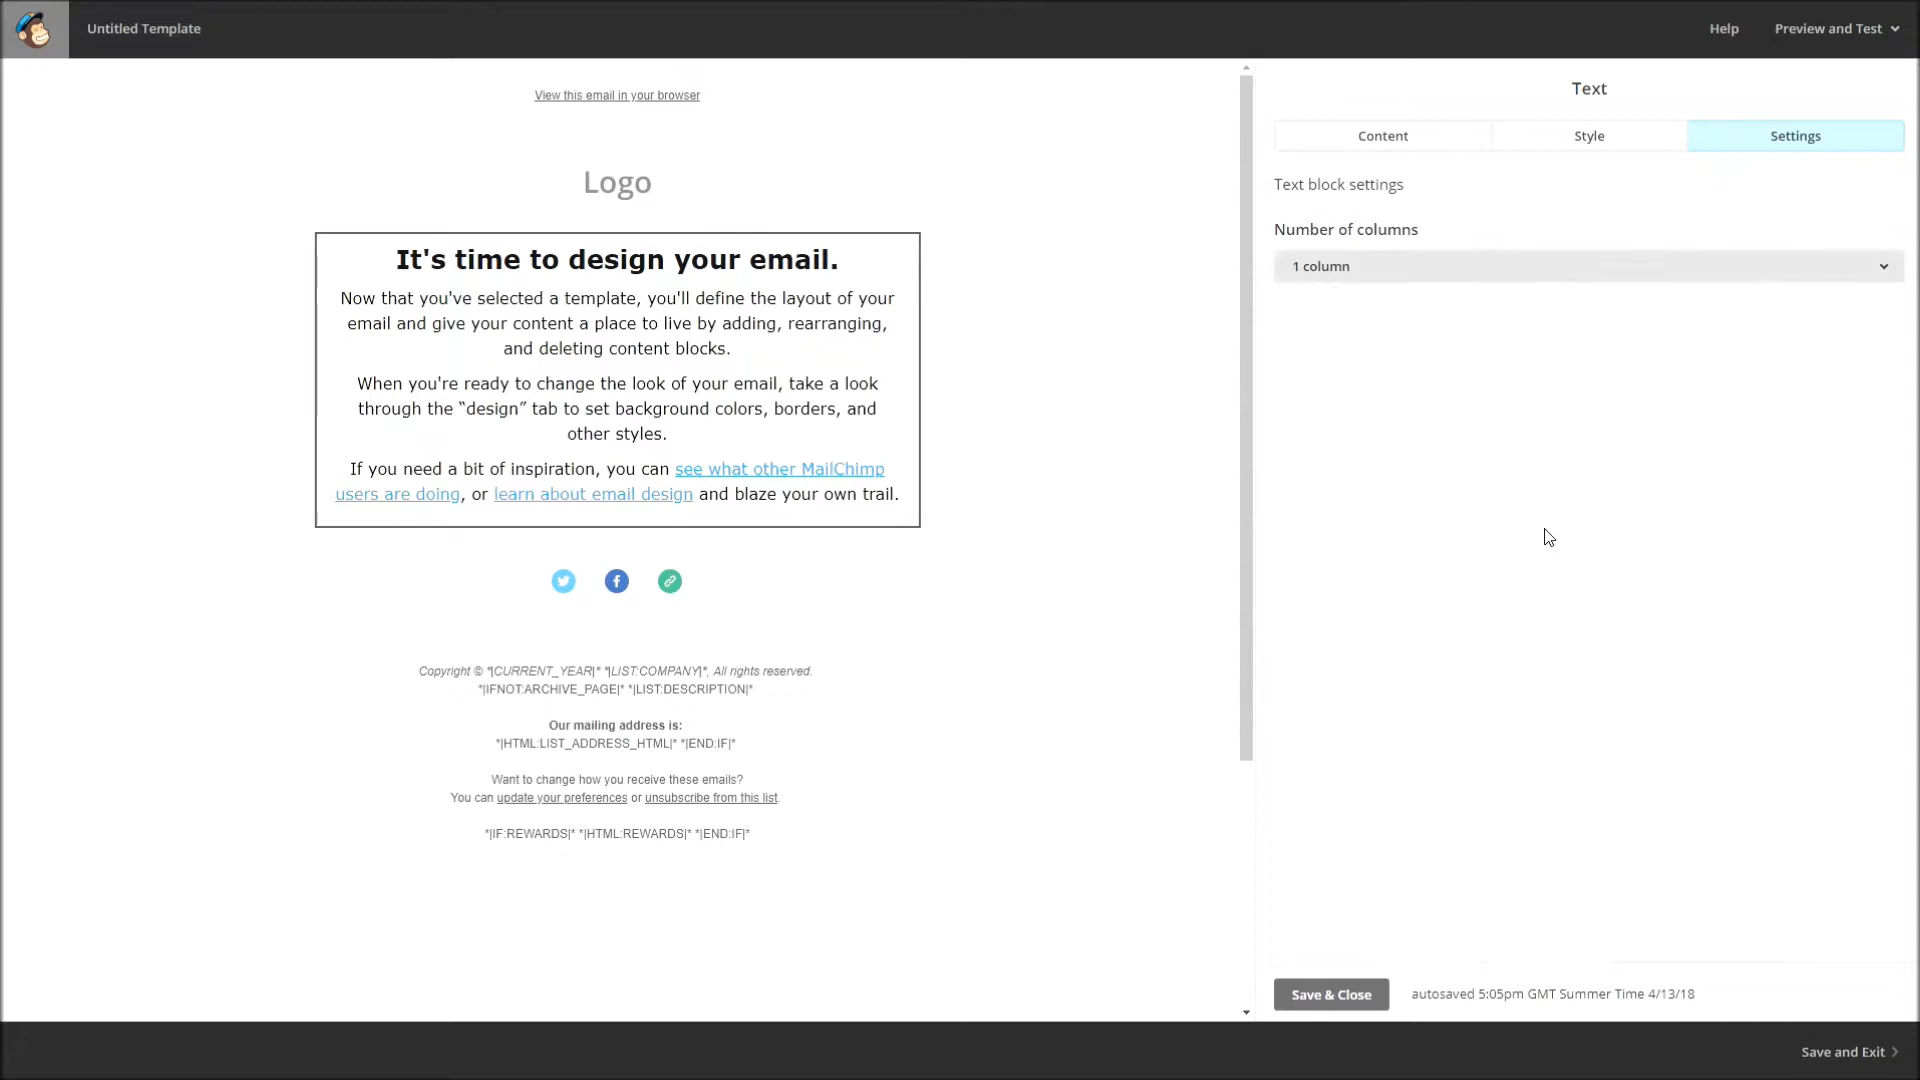 Untitled Template
Help
Preview and Test
View this email in your browser
Logo
It's time to design your email.
Now that you've selected a template, you'll define the layout of your
email and give your content a place to live by adding, rearranging,
and deleting content blocks.
When you're ready to change the look of your email, take a look
through the “design” tab to set background colors, borders, and
other styles.
If you need a bit of inspiration, you can see what other MailChimp
users are doing, or learn about email design and blaze your own trail.
Copyright © *|CURRENT_YEAR|* *|LIST:COMPANY|*, All rights reserved.
*|IFNOT:ARCHIVE_PAGE|* *|LIST:DESCRIPTION|*
Our mailing address is:
*|HTML:LIST_ADDRESS_HTML|* *|END:IF|*
Want to change how you receive these emails?
You can update your preferences or unsubscribe from this list.
*|IF:REWARDS|* *|HTML:REWARDS|* *|END:IF|*
Text
Content
Style
Settings
Text block settings
Number of columns
1 column
Save & Close
autosaved 5:05pm GMT Summer Time 4/13/18
Save and Exit